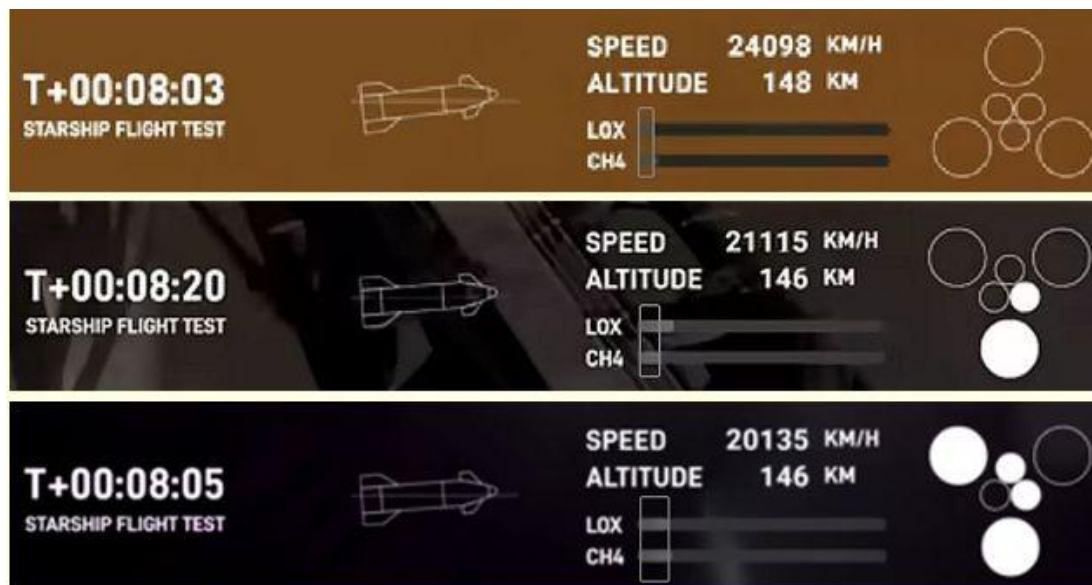 T+00:08:03
STARSHIP FLIGHT TEST
SPEED 24098 KM/H
ALTITUDE 148 KM
LOX
CH4
T+00:08:20
STARSHIP FLIGHT TEST
SPEED 21115 KM/H
ALTITUDE 146 KM
LOX
CH4
T+00:08:05
STARSHIP FLIGHT TEST
SPEED 20135 KM/H
ALTITUDE 146 KM
LOX
CH4